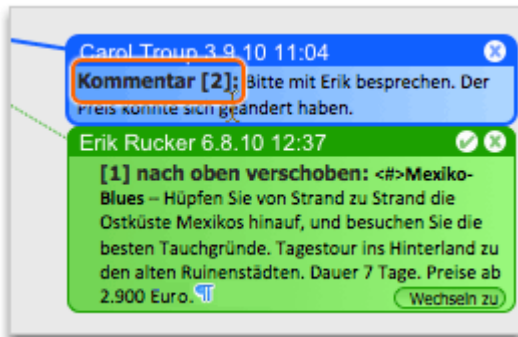 Carol Troup 3.9.10 11:04
Kommentar [2]: Bitte mit Erik besprechen. Der
Preis könnte sich geändert haben.
Erik Rucker 6.8.10 12:37
[1] nach oben verschoben: <#>Mexiko-
Blues – Hüpfen Sie von Strand zu Strand die
Ostküste Mexikos hinauf, und besuchen Sie die
besten Tauchgründe. Tagestour ins Hinterland zu
den alten Ruinenstädten. Dauer 7 Tage. Preise ab
2.900 Euro.¶
Wechseln zu